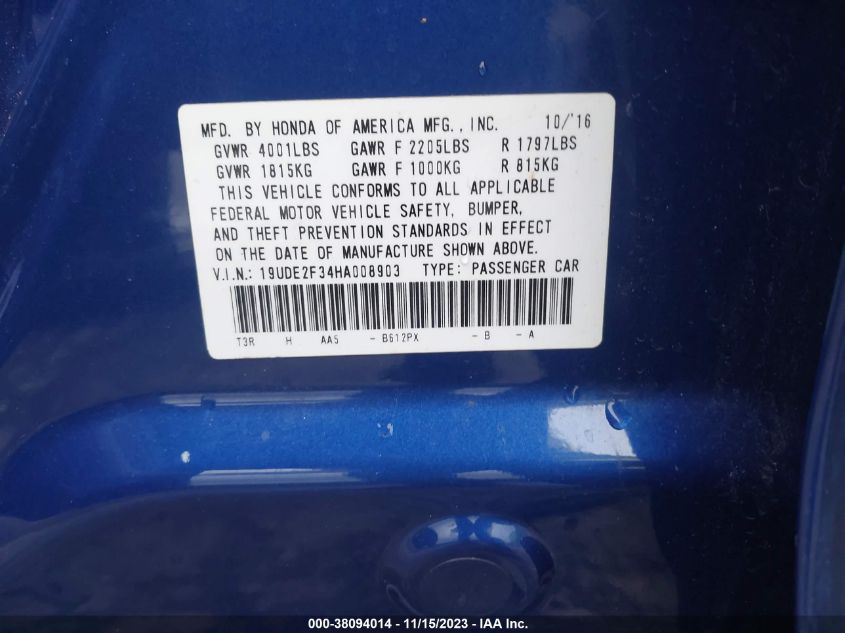 MFD. BY HONDA OF AMERICA MFG., INC. 10/'16
GVWR 4001LBS GAWR F 2205LBS R 1797LBS
GVWR 1815KG GAWR F 1000KG R 815KG
THIS VEHICLE CONFORMS TO ALL APPLICABLE
FEDERAL MOTOR VEHICLE SAFETY, BUMPER,
AND THEFT PREVENTION STANDARDS IN EFFECT
ON THE DATE OF MANUFACTURE SHOWN ABOVE.
V.I.N.: 19UDE2F34HA008903 TYPE: PASSENGER CAR
T3R H AA5 - B612PX - B - A
000-38094014 - 11/15/2023 - IAA Inc.